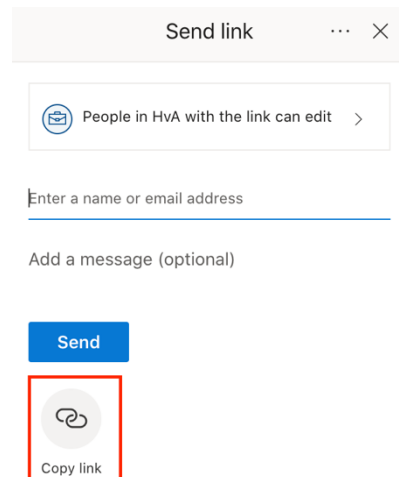 Send link
People in HvA with the link can edit
Enter a name or email address
Add a message (optional)
Send
Copy link